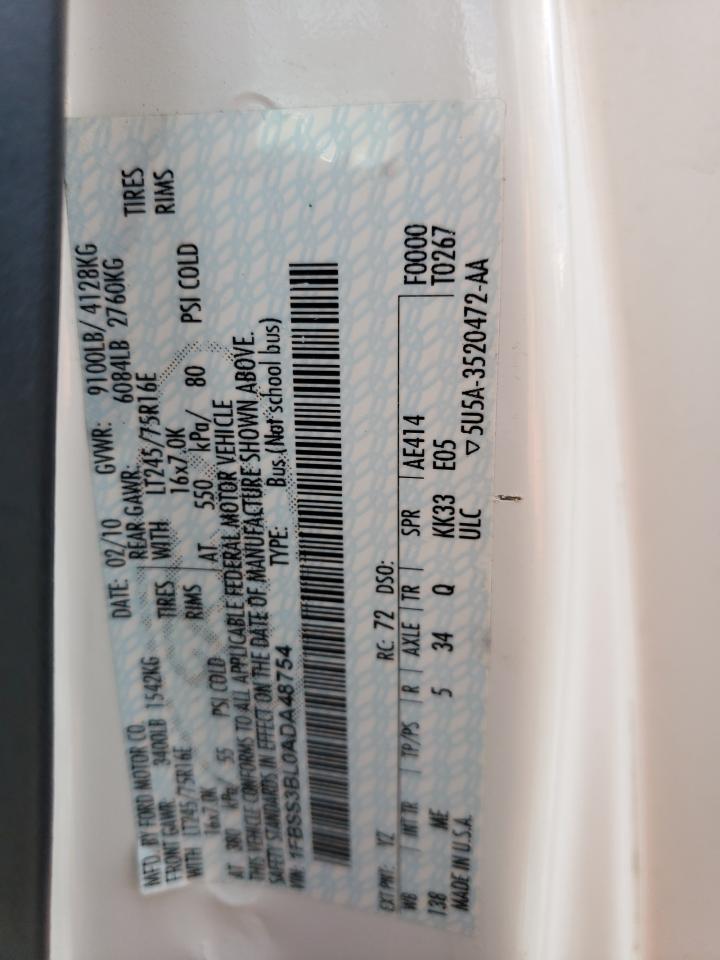 MFD. BY FORD MOTOR CO.
DATE: 02/10 GVWR: 9100LB/ 4128KG
FRONT GAWR: 3400LB 1542KG REAR GAWR: 6084LB 2760KG
WITH LT245/75R16E TIRES WITH LT245/75R16E TIRES
16x7.0K RIMS 16x7.0K RIMS
AT 380 kPa/ 55 PSI COLD AT 550 kPa/ 80 PSI COLD
THIS VEHICLE CONFORMS TO ALL APPLICABLE FEDERAL MOTOR VEHICLE
SAFETY STANDARDS IN EFFECT ON THE DATE OF MANUFACTURE SHOWN ABOVE.
VIN: 1FBSS3BL0ADA48754 TYPE: Bus (Not school bus)
EXT PNT: YZ RC: 72 DSO:
WB INT TR TP/PS R AXLE TR SPR AE414 F0000
138 ME 5 34 Q KK33 E05 T0267
MADE IN U.S.A. ULC ▽5U5A-3520472-AA